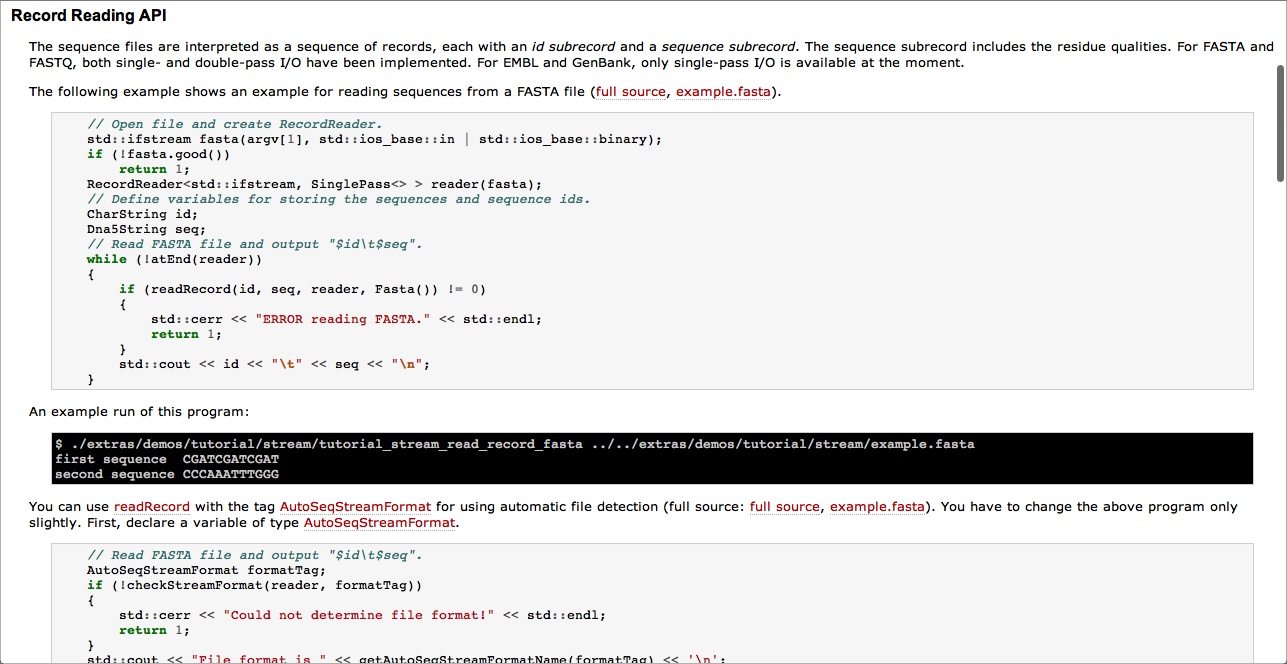 Record Reading API
The sequence files are interpreted as a sequence of records, each with an id subrecord and a sequence subrecord. The sequence subrecord includes the residue qualities. For FASTA and
FASTQ, both single- and double-pass I/O have been implemented. For EMBL and GenBank, only single-pass I/O is available at the moment.
The following example shows an example for reading sequences from a FASTA file (full source, example.fasta).
// Open file and create RecordReader.
std::ifstream fasta(argv[1], std::ios_base::in | std::ios_base::binary);
if (!fasta.good())
    return 1;
RecordReader<std::ifstream, SinglePass<> > reader(fasta);
// Define variables for storing the sequences and sequence ids.
CharString id;
Dna5String seq;
// Read FASTA file and output "$id\t$seq".
while (!atEnd(reader))
{
    if (readRecord(id, seq, reader, Fasta()) != 0)
    {
        std::cerr << "ERROR reading FASTA." << std::endl;
        return 1;
    }
    std::cout << id << "\t" << seq << "\n";
}
An example run of this program:
$ ./extras/demos/tutorial/stream/tutorial_stream_read_record_fasta ../../extras/demos/tutorial/stream/example.fasta
first sequence  CGATCGATCGAT
second sequence CCCAAATTTGGG
You can use readRecord with the tag AutoSeqStreamFormat for using automatic file detection (full source: full source, example.fasta). You have to change the above program only
slightly. First, declare a variable of type AutoSeqStreamFormat.
// Read FASTA file and output "$id\t$seq".
AutoSeqStreamFormat formatTag;
if (!checkStreamFormat(reader, formatTag))
{
    std::cerr << "Could not determine file format!" << std::endl;
    return 1;
}
std::cout << "File format is " << getAutoSeqStreamFormatName(formatTag) << '\n';